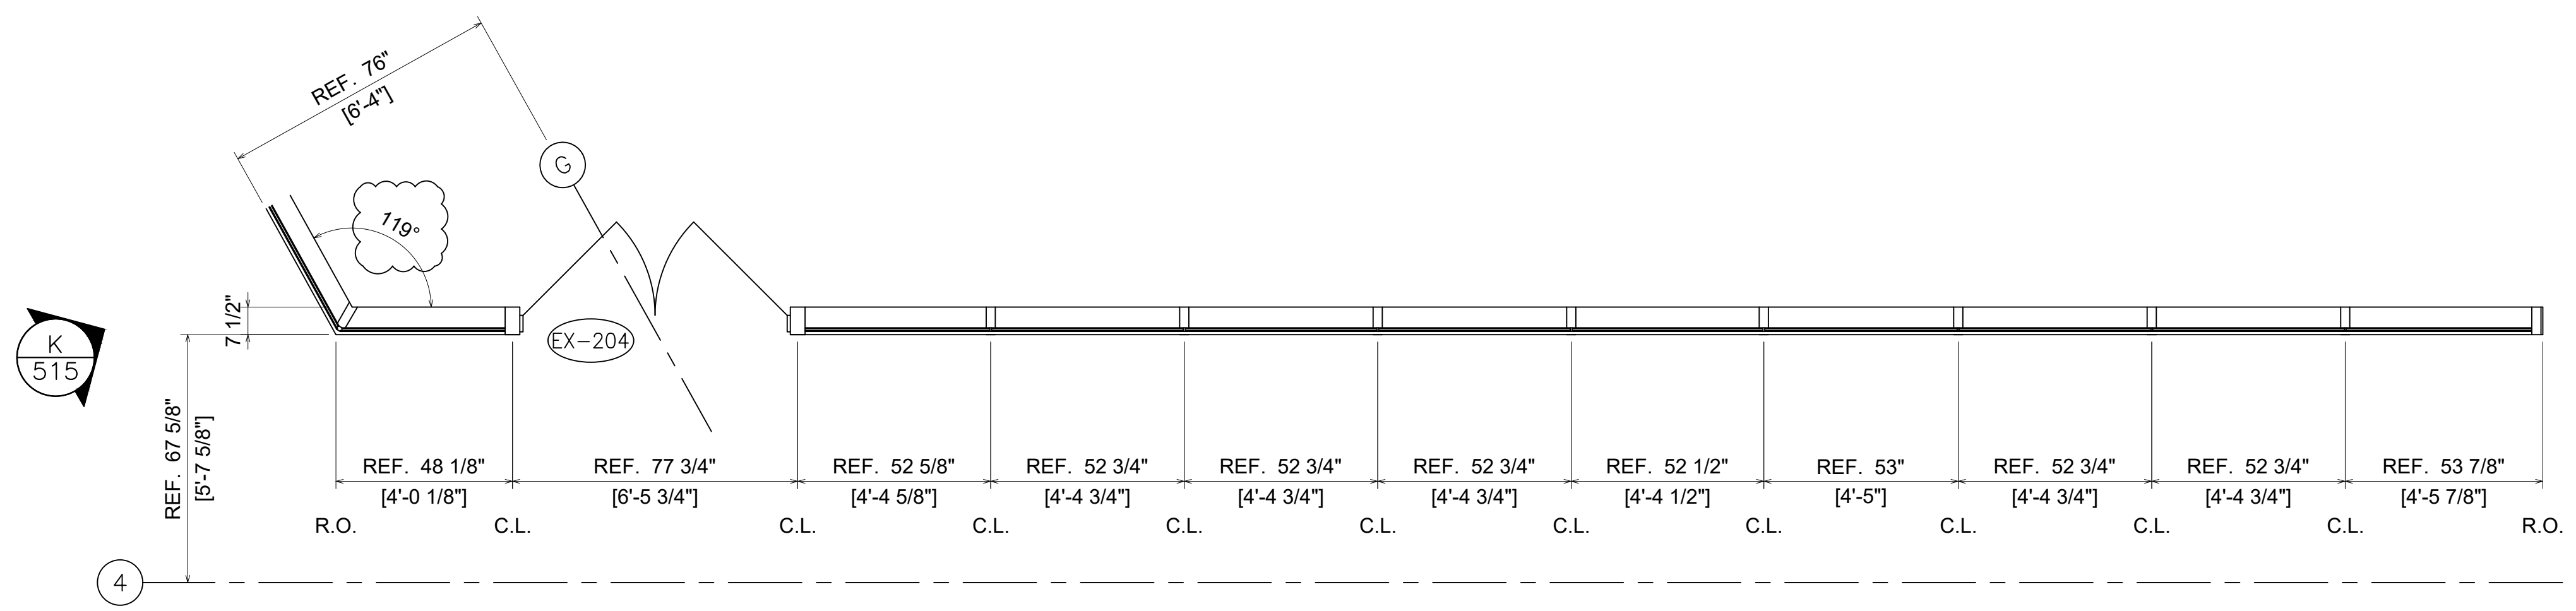 REF.  76"
[6'-4"]
G
119°
7 1/2"
EX-204
K
515
REF.  67 5/8"
[5'-7 5/8"]
REF.  48 1/8"
[4'-0 1/8"]
REF.  77 3/4"
[6'-5 3/4"]
REF.  52 5/8"
[4'-4 5/8"]
REF.  52 3/4"
[4'-4 3/4"]
REF.  52 3/4"
[4'-4 3/4"]
REF.  52 3/4"
[4'-4 3/4"]
REF.  52 1/2"
[4'-4 1/2"]
REF.  53"
[4'-5"]
REF.  52 3/4"
[4'-4 3/4"]
REF.  52 3/4"
[4'-4 3/4"]
REF.  53 7/8"
[4'-5 7/8"]
R.O.
C.L.
C.L.
C.L.
C.L.
C.L.
C.L.
C.L.
C.L.
C.L.
C.L.
R.O.
4